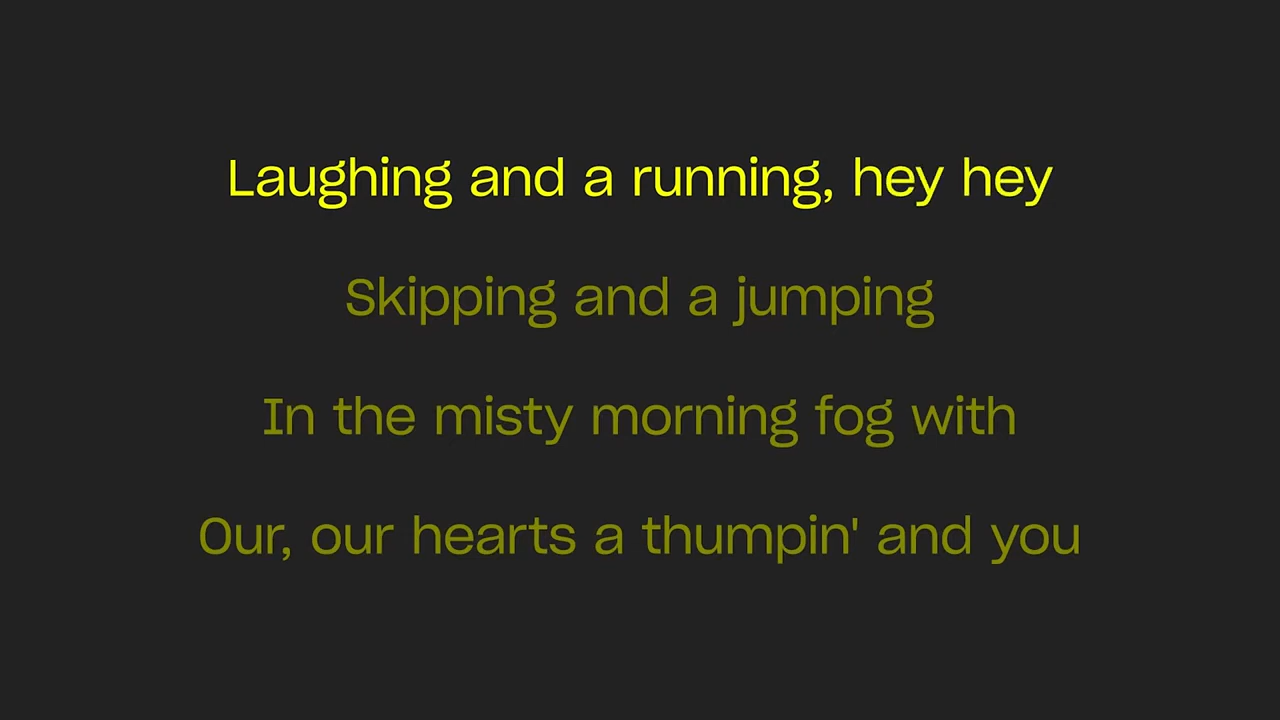 Laughing and a running, hey hey
Skipping and a jumping
In the misty morning fog with
Our, our hearts a thumpin' and you